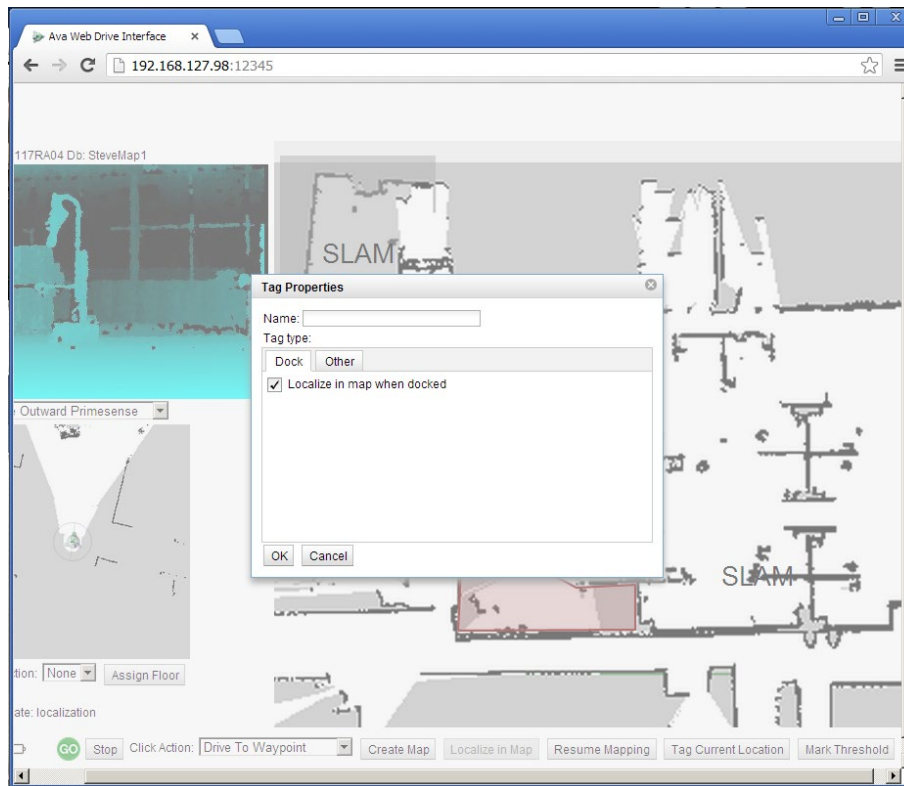 Ava Web Drive Interface
192.168.127.98:12345
117RA04 Db: SteveMap1
SLAM
Tag Properties
Name:
Tag type:
Dock Other
Localize in map when docked
Outward Primesense
OK Cancel
SLAM
None Assign Floor
localization
GO Stop Click Action: Drive To Waypoint Create Map Localize in Map Resume Mapping Tag Current Location Mark Threshold